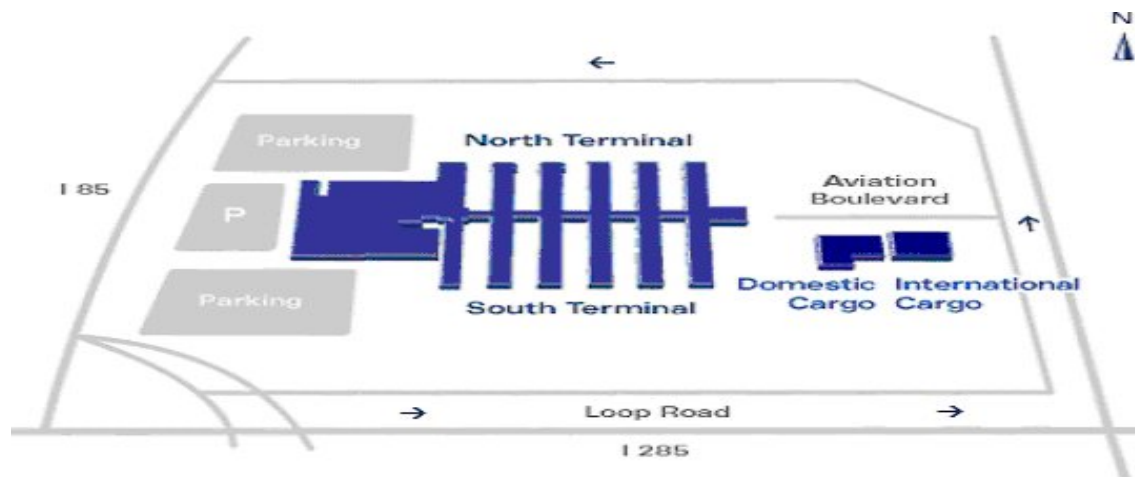 N
Parking
North Terminal
I 85
P
Aviation
Boulevard
Parking
South Terminal
Domestic
Cargo
International
Cargo
Loop Road
I 285